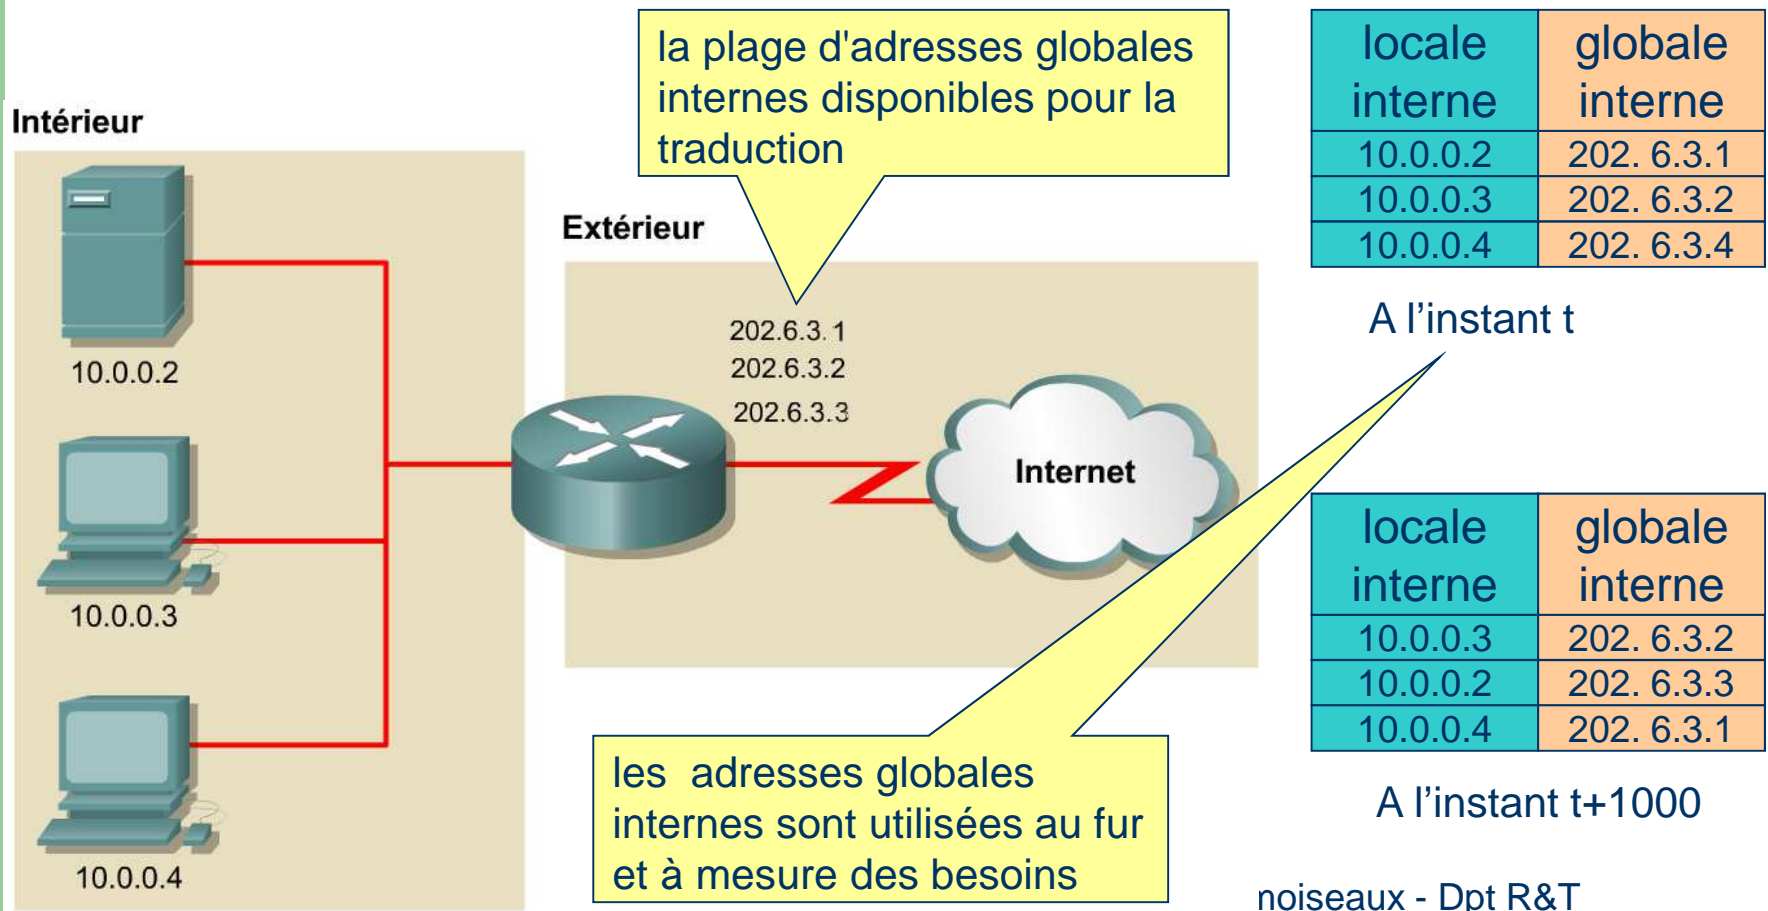 la plage d'adresses globales
internes disponibles pour la
traduction
Intérieur
Extérieur
10.0.0.2
10.0.0.3
10.0.0.4
202.6.3.1
202.6.3.2
202.6.3.3
Internet
les adresses globales
internes sont utilisées au fur
et à mesure des besoins
locale interne globale interne
10.0.0.2 202. 6.3.1
10.0.0.3 202. 6.3.2
10.0.0.4 202. 6.3.4
A l’instant t
locale interne globale interne
10.0.0.3 202. 6.3.2
10.0.0.2 202. 6.3.3
10.0.0.4 202. 6.3.1
A l’instant t+1000
noiseaux - Dpt R&T